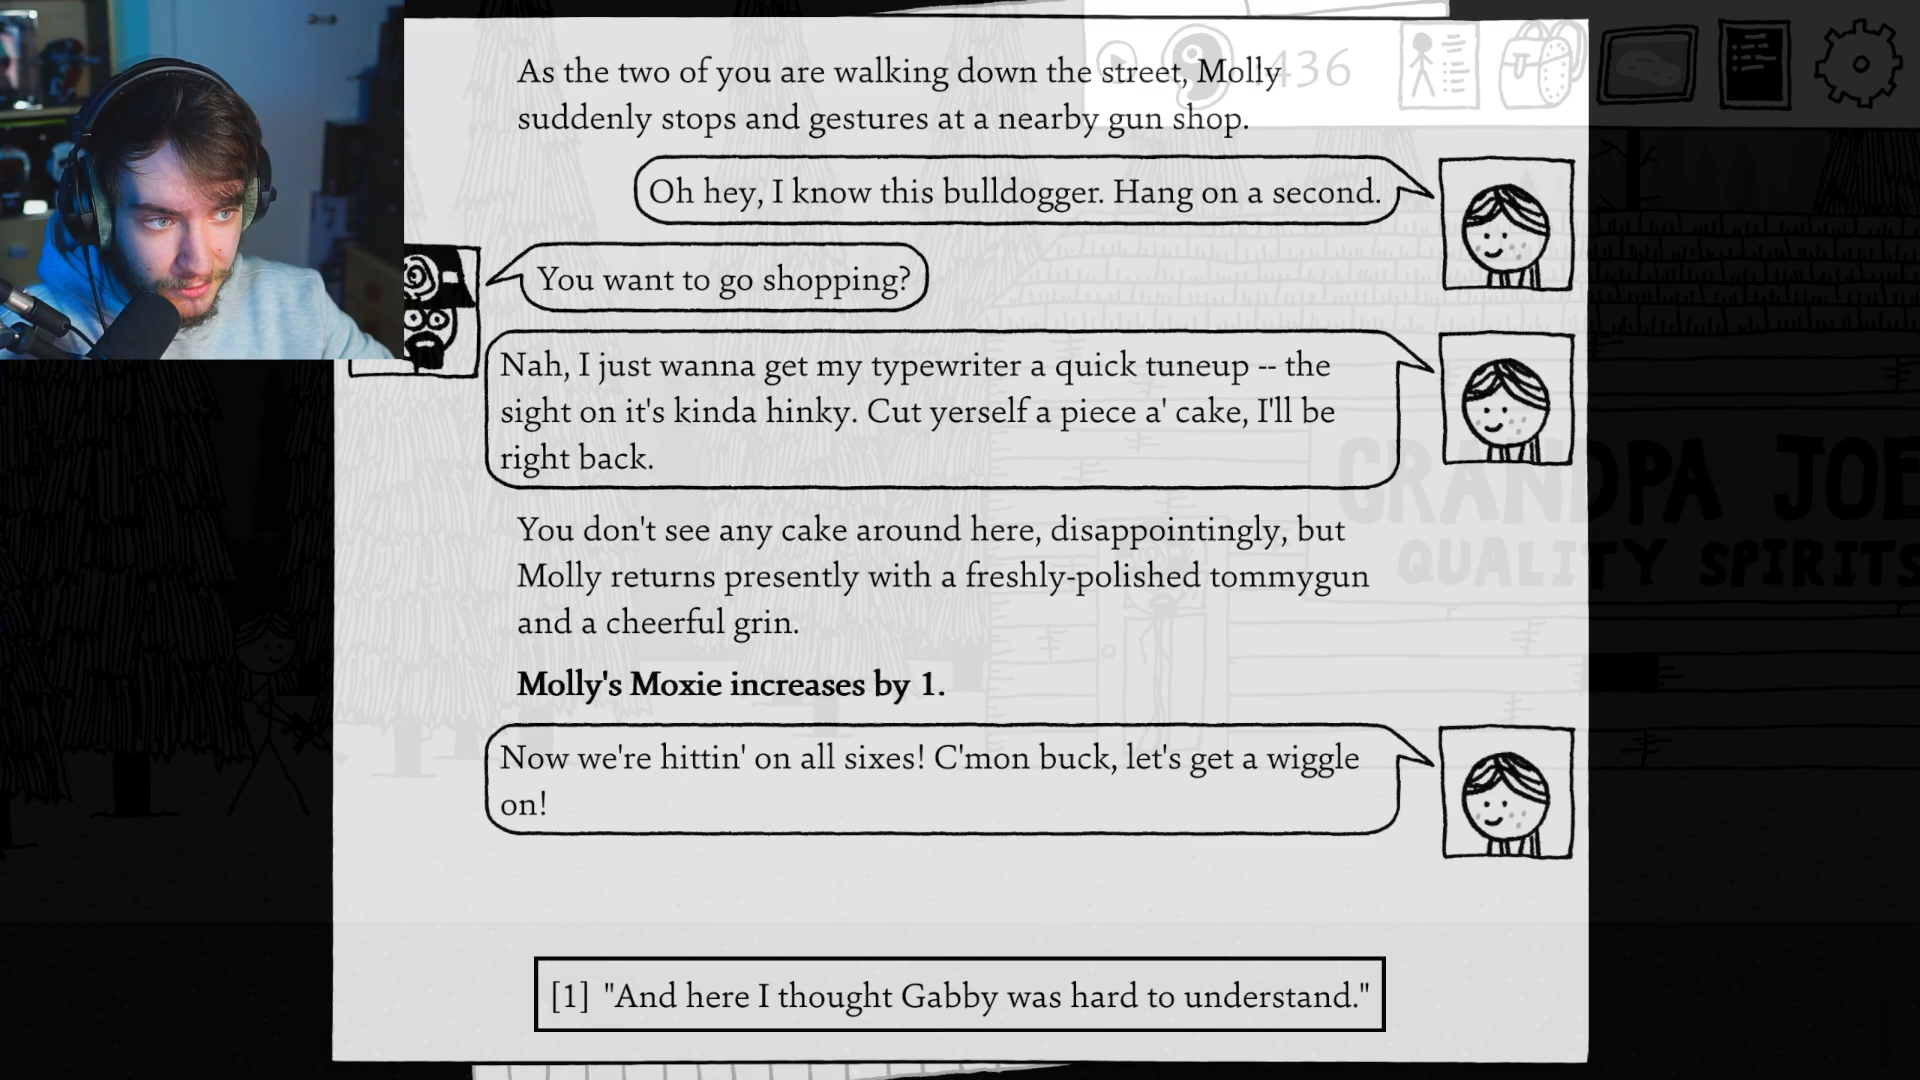 As the two of you are walking down the street, Molly
suddenly stops and gestures at a nearby gun shop.
436
Oh hey, I know this bulldogger. Hang on a second.
You want to go shopping?
Nah, I just wanna get my typewriter a quick tuneup -- the
sight on it's kinda hinky. Cut yerself a piece a' cake, I'll be
right back.
GRANDPA JOE
QUALITY SPIRITS
You don't see any cake around here, disappointingly, but
Molly returns presently with a freshly-polished tommygun
and a cheerful grin.
Molly's Moxie increases by 1.
Now we're hittin' on all sixes! C'mon buck, let's get a wiggle
on!
[1] "And here I thought Gabby was hard to understand."